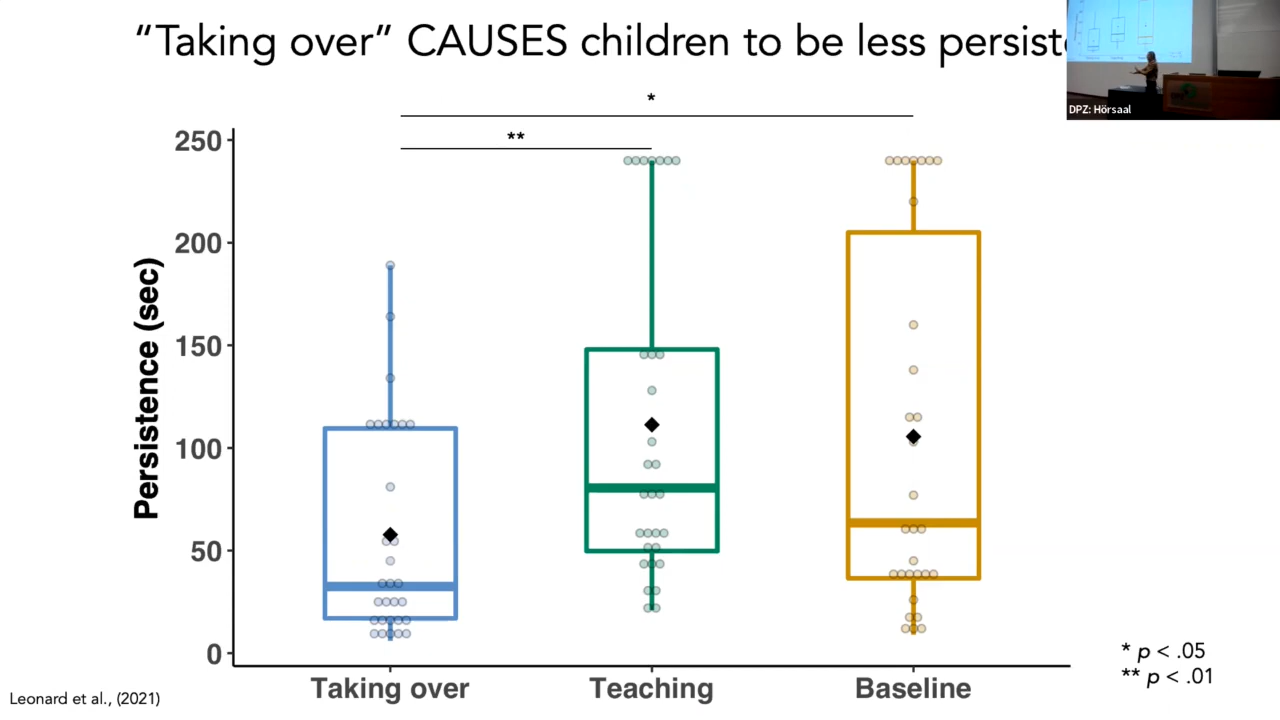 “Taking over” CAUSES children to be less persist
DPZ: Hörsaal
*
**
250
200
150
100
50
0
Persistence (sec)
Taking over
Teaching
Baseline
* p < .05
** p < .01
Leonard et al., (2021)